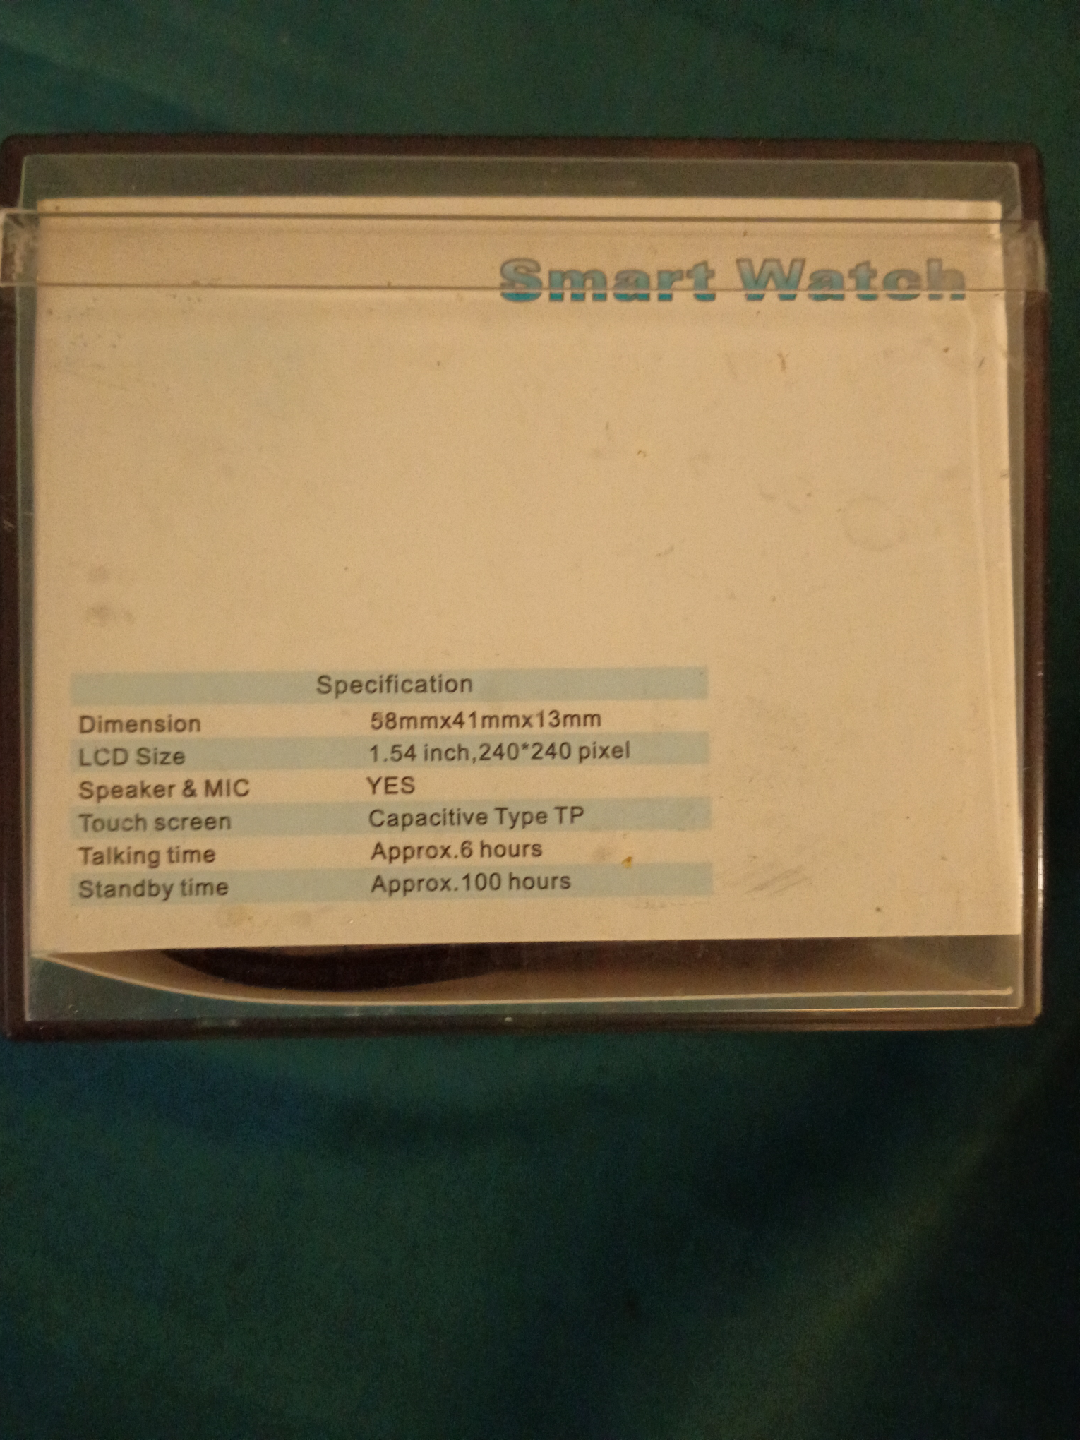 Smart Watch
Specification
Dimension 58mmx41mmx13mm
LCD Size 1.54 inch,240*240 pixel
Speaker & MIC YES
Touch screen Capacitive Type TP
Talking time Approx.6 hours
Standby time Approx.100 hours